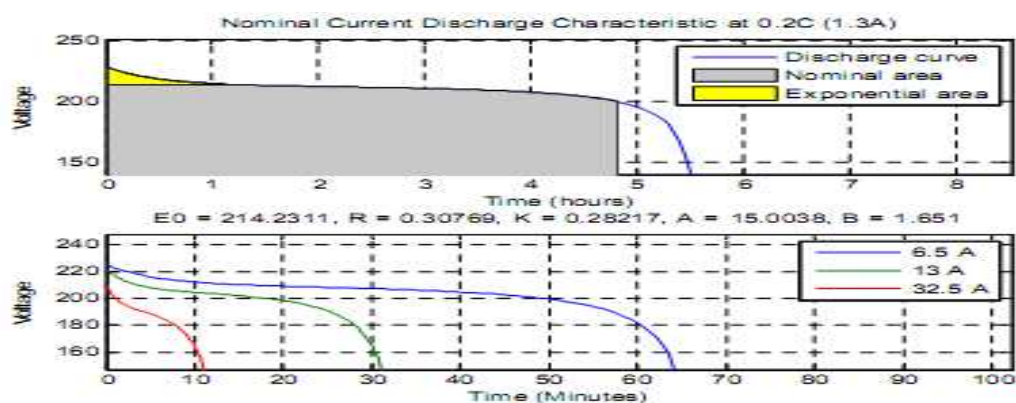 Nominal Current Discharge Characteristic at 0.2C (1.3A)
250
200
150
Voltage
Discharge curve
Nominal area
Exponential area
0 1 2 3 4 5 6 7 8
Time (hours)
E0 = 214.2311, R = 0.30769, K = 0.28217, A = 15.0038, B = 1.651
240
220
200
180
160
Voltage
6.5 A
13 A
32.5 A
0 10 20 30 40 50 60 70 80 90 100
Time (Minutes)